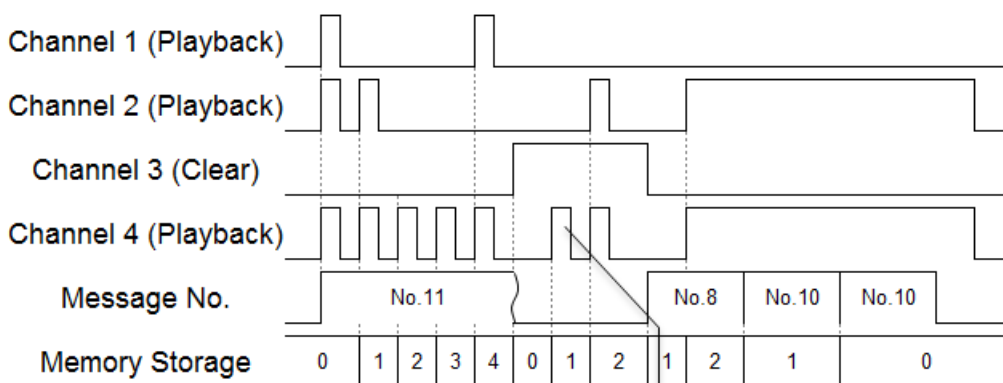 Channel 1 (Playback)
Channel 2 (Playback)
Channel 3 (Clear)
Channel 4 (Playback)
Message No. No.11 No.8 No.10 No.10
Memory Storage 0 1 2 3 4 0 1 2 1 2 1 0